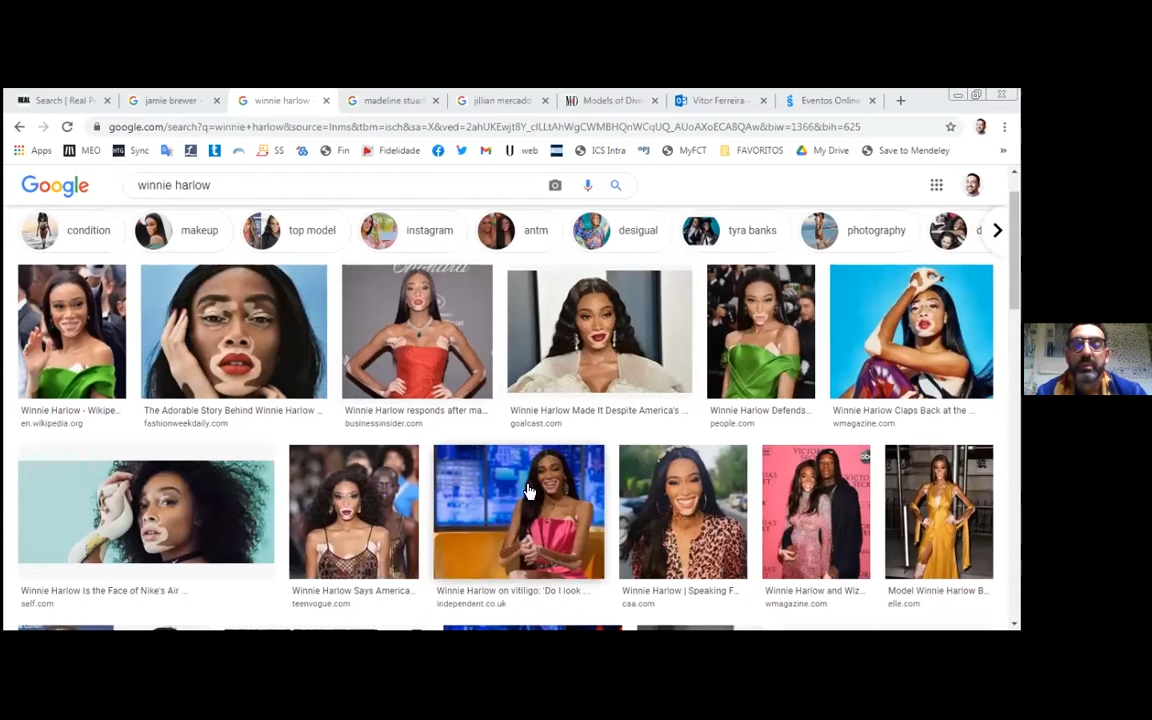 REAL Search | Real P
jamie brewer -
winnie harlow -
madeline stuart
jillian mercado
Models of Dive
Vitor Ferreira -
Eventos Online
google.com/search?q=winnie+harlow&source=lnms&tbm=isch&sa=X&ved=2ahUKEwjt8Y_cILLtAhWgCWMBHQnWCqUQ_AUoAXoECA8QAw&biw=1366&bih=625
Apps MEO Sync SS Fin Fidelidade web ICS Intra MyFCT FAVORITOS My Drive Save to Mendeley »
Google winnie harlow
condition makeup top model instagram antm desigual tyra banks photography d
Chopard
Winnie Harlow - Wikipe...
en.wikipedia.org
The Adorable Story Behind Winnie Harlow ...
fashionweekdaily.com
Winnie Harlow responds after ma...
businessinsider.com
Winnie Harlow Made It Despite America's ...
goalcast.com
Winnie Harlow Defends...
people.com
Winnie Harlow Claps Back at the ...
wmagazine.com
abc
Winnie Harlow Is the Face of Nike's Air ...
self.com
Winnie Harlow Says America...
teenvogue.com
Winnie Harlow on vitiligo: 'Do I look ...
independent.co.uk
Winnie Harlow | Speaking F...
caa.com
Winnie Harlow and Wiz...
wmagazine.com
Model Winnie Harlow B...
elle.com